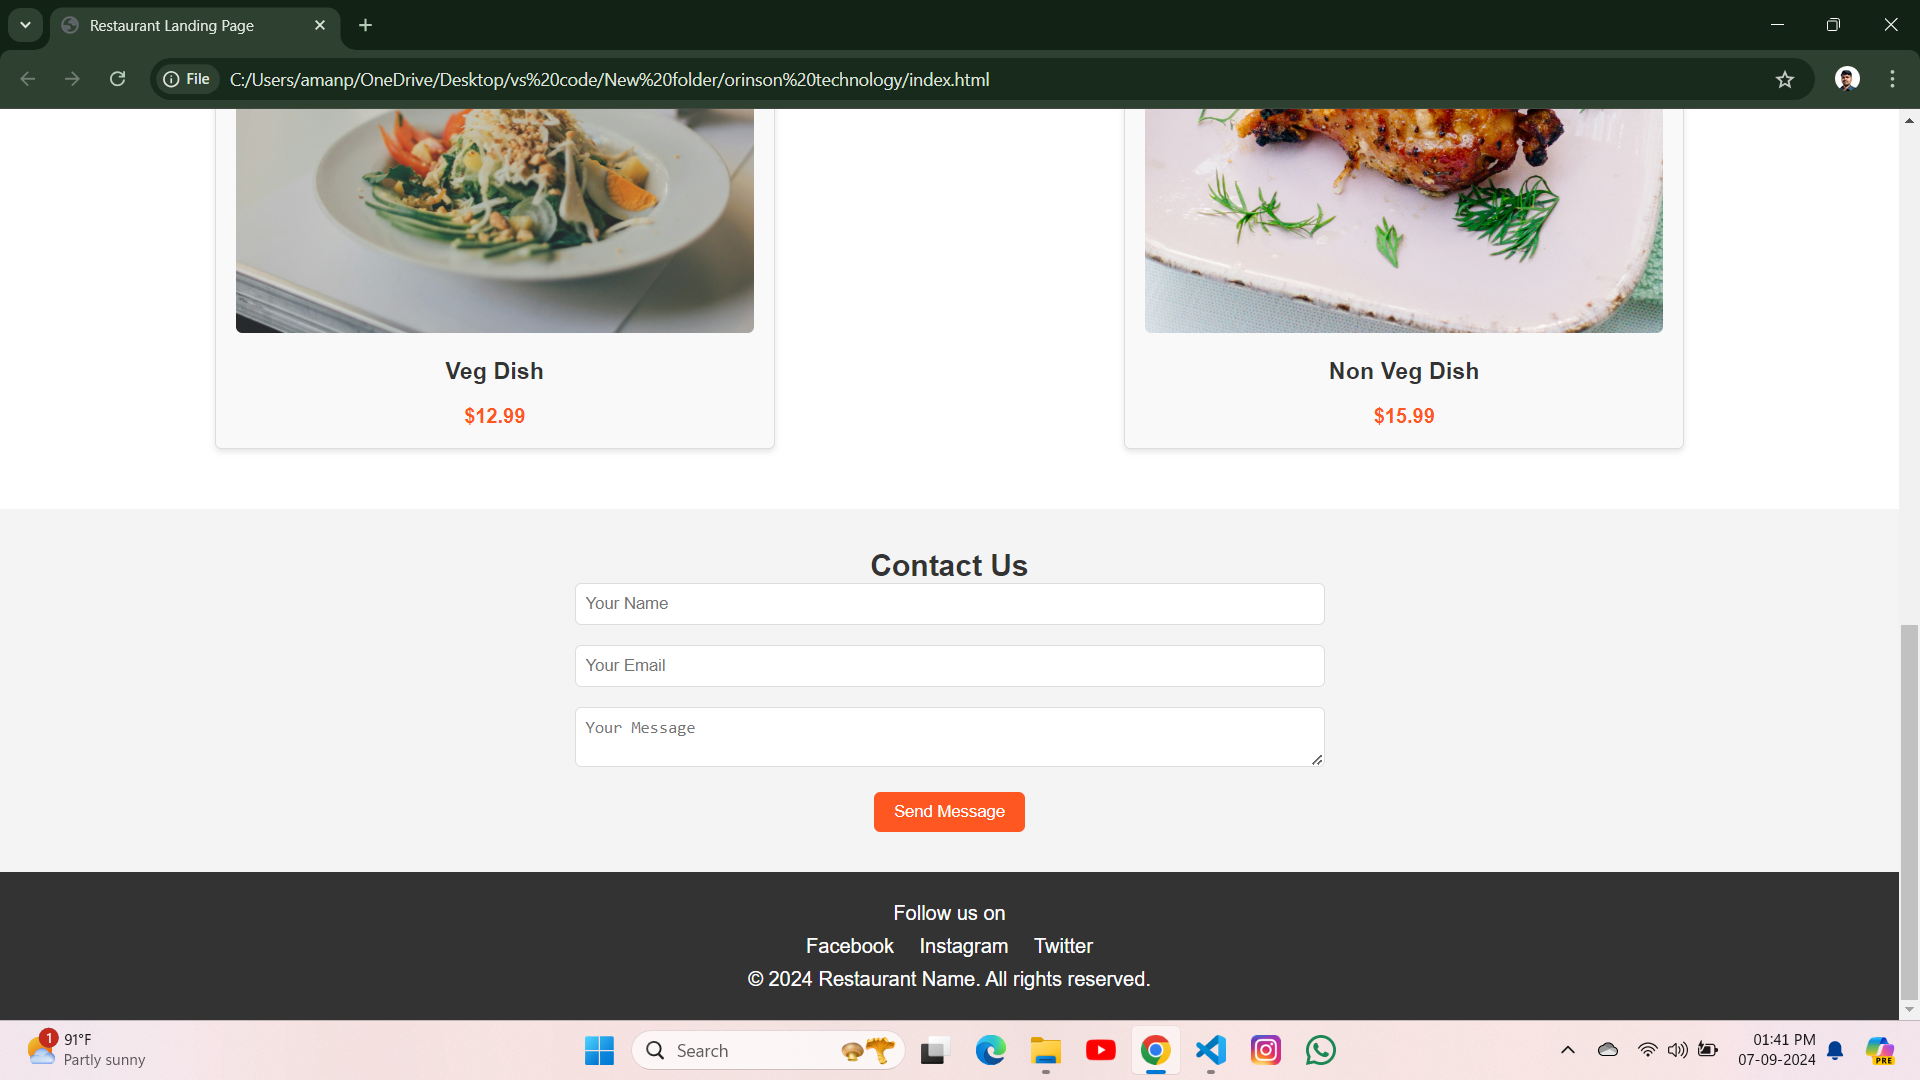 Restaurant Landing Page
File C:/Users/amanp/OneDrive/Desktop/vs%20code/New%20folder/orinson%20technology/index.html
Veg Dish
$12.99
Non Veg Dish
$15.99
Contact Us
Your Name
Your Email
Your Message
Send Message
Follow us on
Facebook Instagram Twitter
© 2024 Restaurant Name. All rights reserved.
1
91°F
Partly sunny
Search
01:41 PM
07-09-2024
PRE